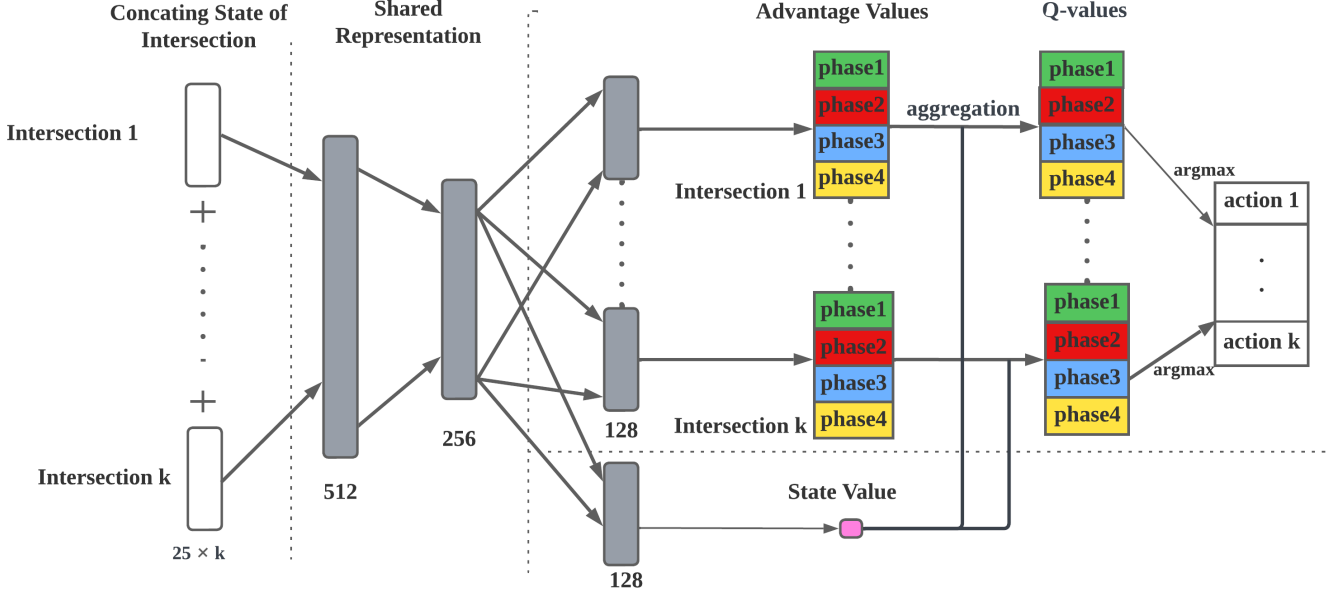 Concating State of
Intersection
Shared
Representation
Advantage Values
Q-values
Intersection 1
+
+
Intersection k
25 × k
512
256
128
128
phase1
phase2
phase3
phase4
Intersection 1
aggregation
phase1
phase2
phase3
phase4
Intersection k
phase1
phase2
phase3
phase4
phase1
phase2
phase3
phase4
argmax
argmax
action 1
action k
State Value